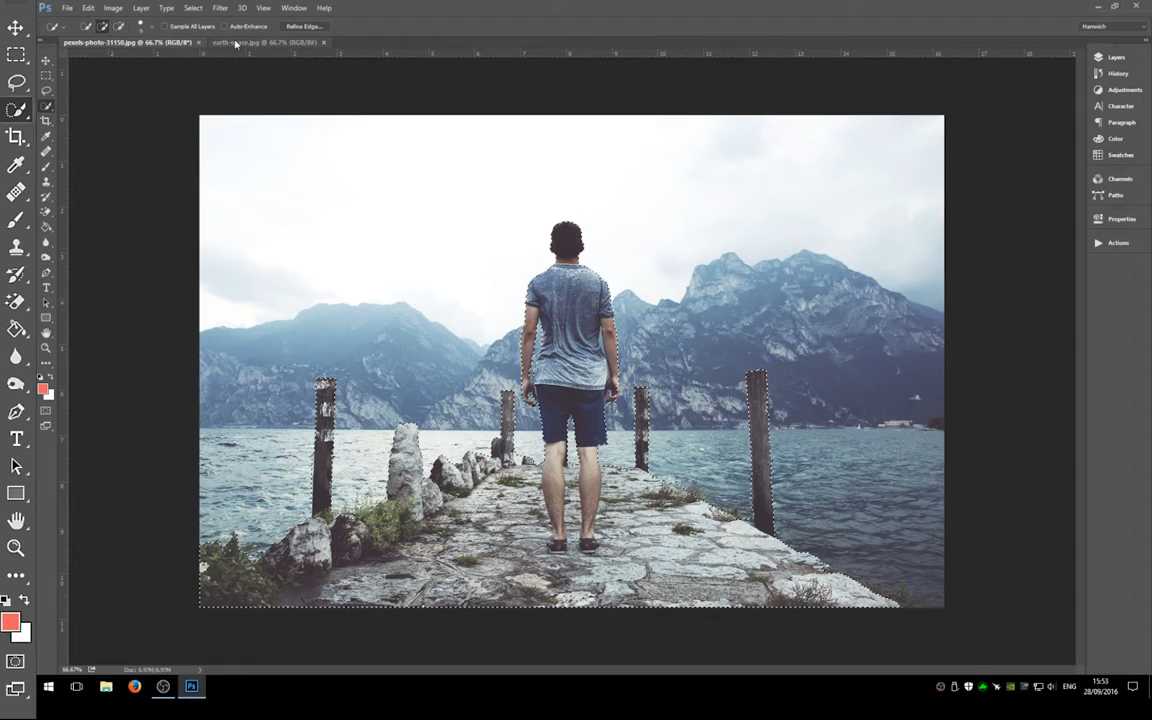 Ps File Edit Image Layer Type Select Filter 3D View Window Help
Sample All Layers Auto-Enhance Refine Edge... Hamwich
pexels-photo-31150.jpg @ 66.7% (RGB/8*) × earth-space.jpg @ 66.7% (RGB/8#) ×
Layers
History
Adjustments
Character
Paragraph
Color
Swatches
Channels
Paths
Properties
Actions
66.67% Doc: 6.97M/6.97M
Ps ENG 15:53
28/09/2016